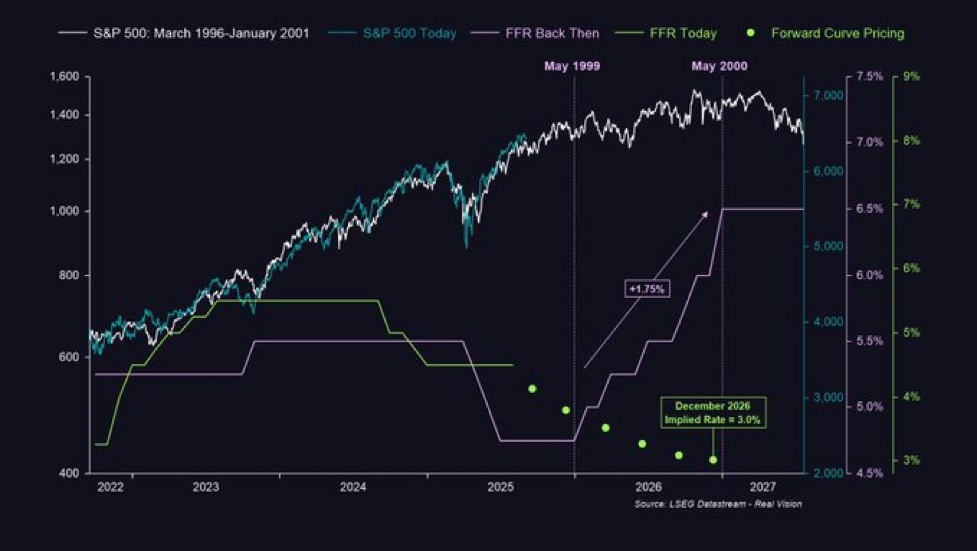 S&P 500: March 1996-January 2001 S&P 500 Today FFR Back Then FFR Today Forward Curve Pricing
May 1999 May 2000
1,600 7.5% 9%
7,000
1,400 7.0% 8%
1,200 6,000
1,000 6.5% 7%
5,000
800 6.0% 6%
+1.75%
4,000
600 5.5% 5%
3,000 5.0% 4%
December 2026
Implied Rate = 3.0%
3%
400 2,000 4.5%
2022 2023 2024 2025 2026 2027
Source: LSEG Datastream - Real Vision